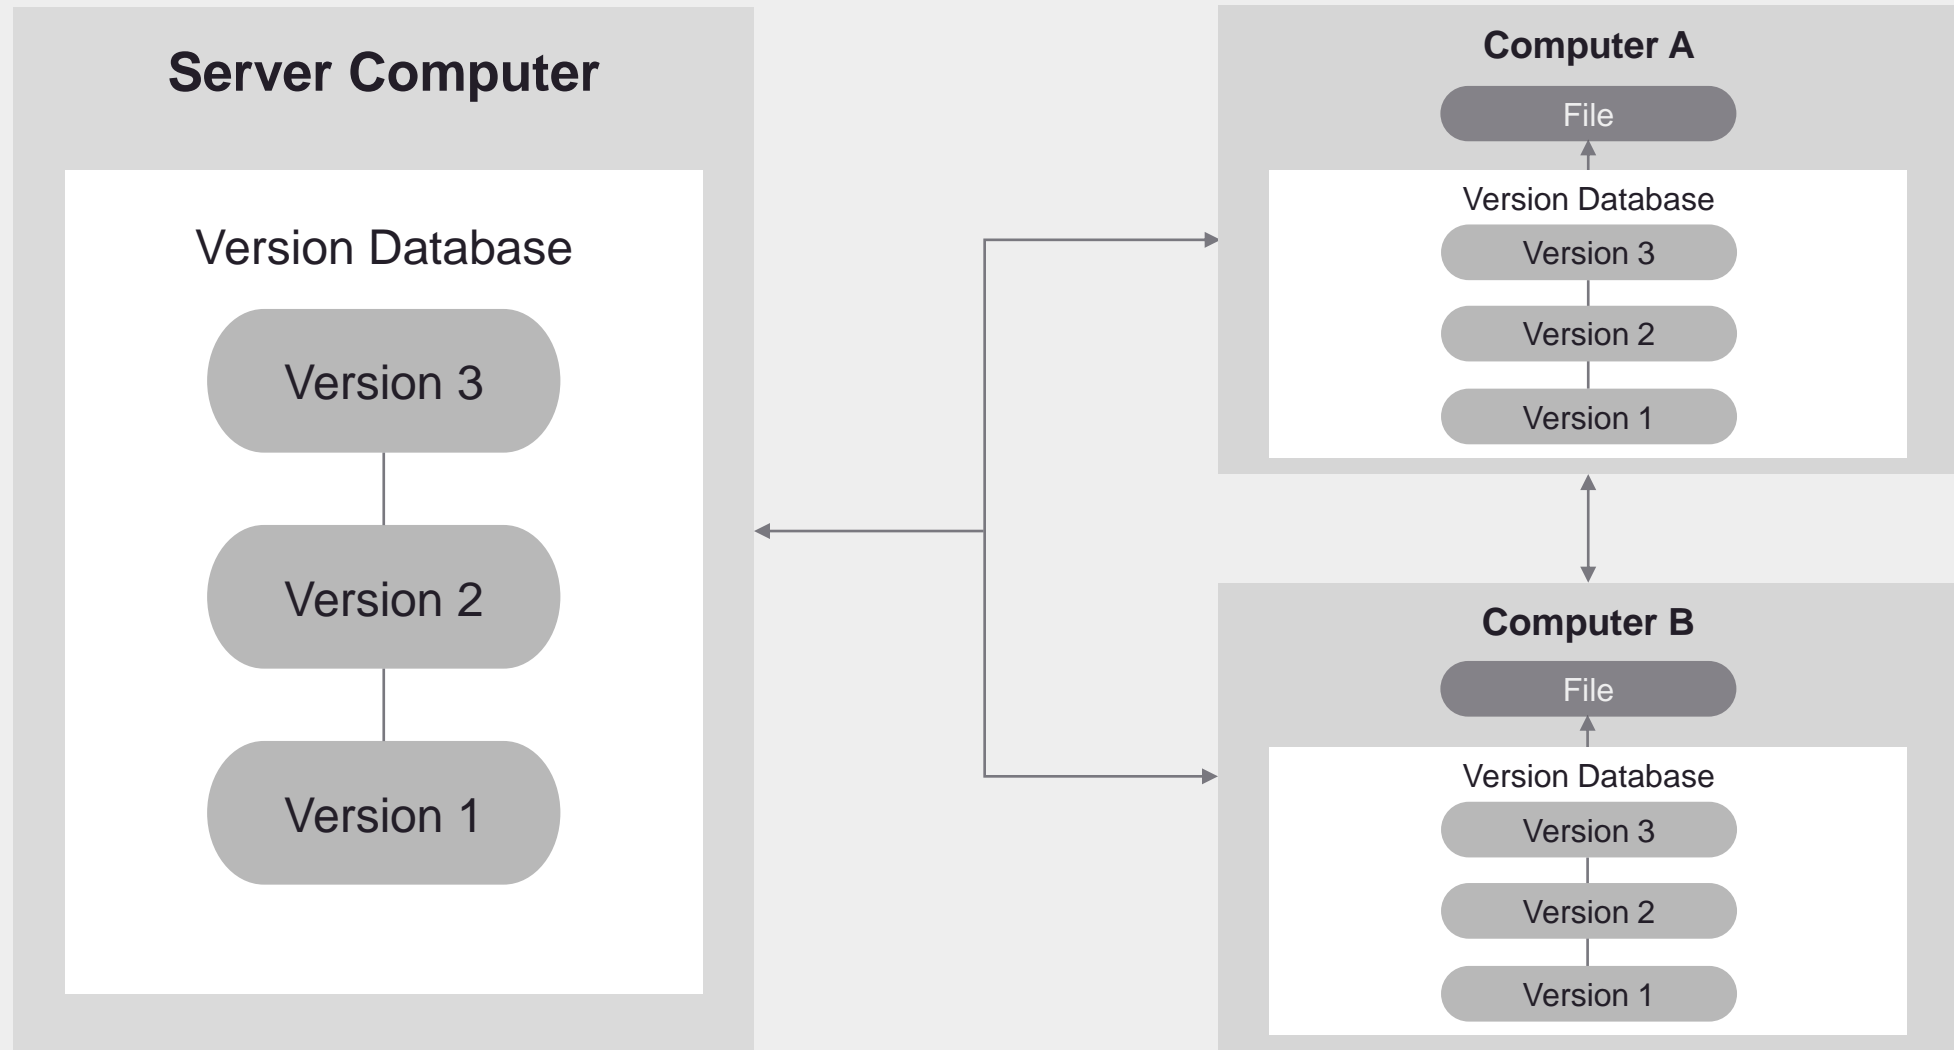 Server Computer
Version Database
Version 3
Version 2
Version 1
Computer A
File
Version Database
Version 3
Version 2
Version 1
Computer B
File
Version Database
Version 3
Version 2
Version 1